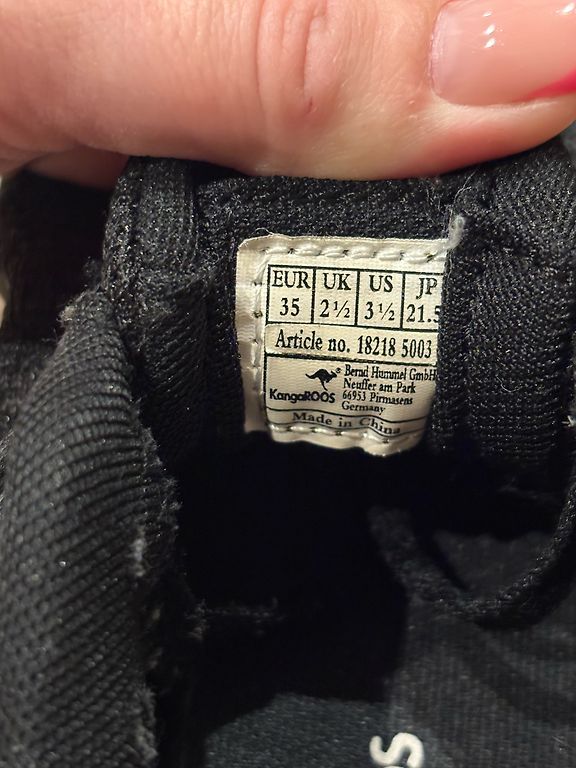 EUR UK US JP
35 2½ 3½ 21.5
Article no. 18218 5003
KangaROOS®
Bernd Hummel GmbH
Neuffer am Park
66953 Pirmasens
Germany
Made in China
os